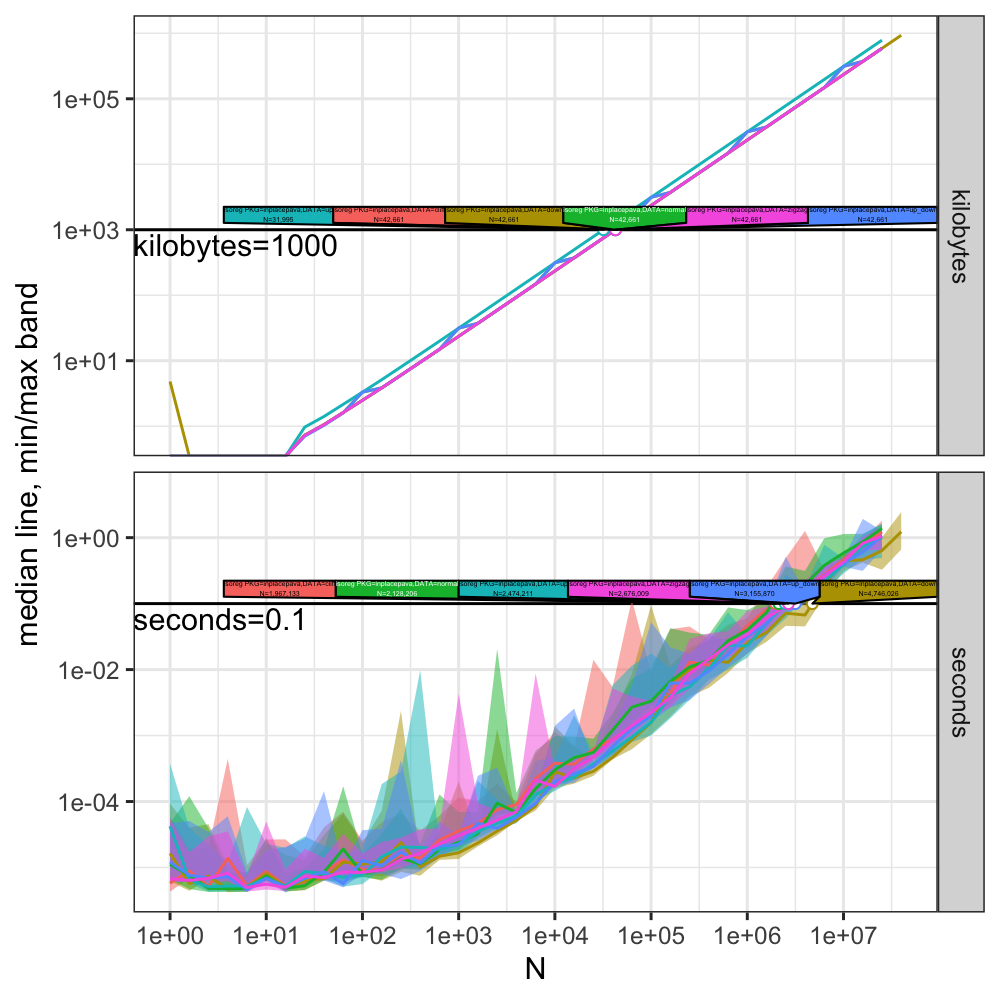 1e+05
1e+03
1e+01
kilobytes
N=31,995 N=42,661 N=42,661 N=42,661 N=42,661 N=42,661
kilobytes=1000
median line, min/max band
1e+00
1e-02
1e-04
seconds
N=1,967,133 N=2,128,206 N=2,474,211 N=2,676,009 N=3,155,870 N=4,746,026
seconds=0.1
1e+00 1e+01 1e+02 1e+03 1e+04 1e+05 1e+06 1e+07
N